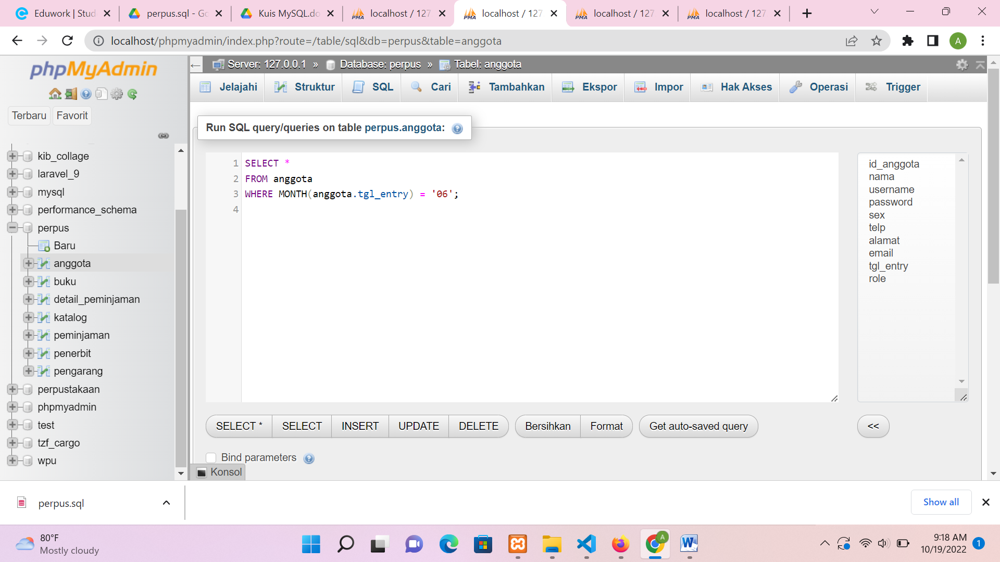 Eduwork | Stud
perpus.sql - Go
Kuis MySQL.do
localhost / 127
localhost / 127
localhost / 127
localhost / 127
localhost/phpmyadmin/index.php?route=/table/sql&db=perpus&table=anggota
A
phpMyAdmin
Terbaru
Favorit
kib_collage
laravel_9
mysql
performance_schema
perpus
Baru
anggota
buku
detail_peminjaman
katalog
peminjaman
penerbit
pengarang
perpustakaan
phpmyadmin
test
tzf_cargo
wpu
Server: 127.0.0.1 » Database: perpus » Tabel: anggota
Jelajahi
Struktur
SQL
Cari
Tambahkan
Ekspor
Impor
Hak Akses
Operasi
Trigger
Run SQL query/queries on table perpus.anggota:
1 SELECT *
2 FROM anggota
3 WHERE MONTH(anggota.tgl_entry) = '06';
4
id_anggota
nama
username
password
sex
telp
alamat
email
tgl_entry
role
SELECT *
SELECT
INSERT
UPDATE
DELETE
Bersihkan
Format
Get auto-saved query
<<
Bind parameters
Konsol
perpus.sql
Show all
80°F
Mostly cloudy
A
9:18 AM
10/19/2022
1